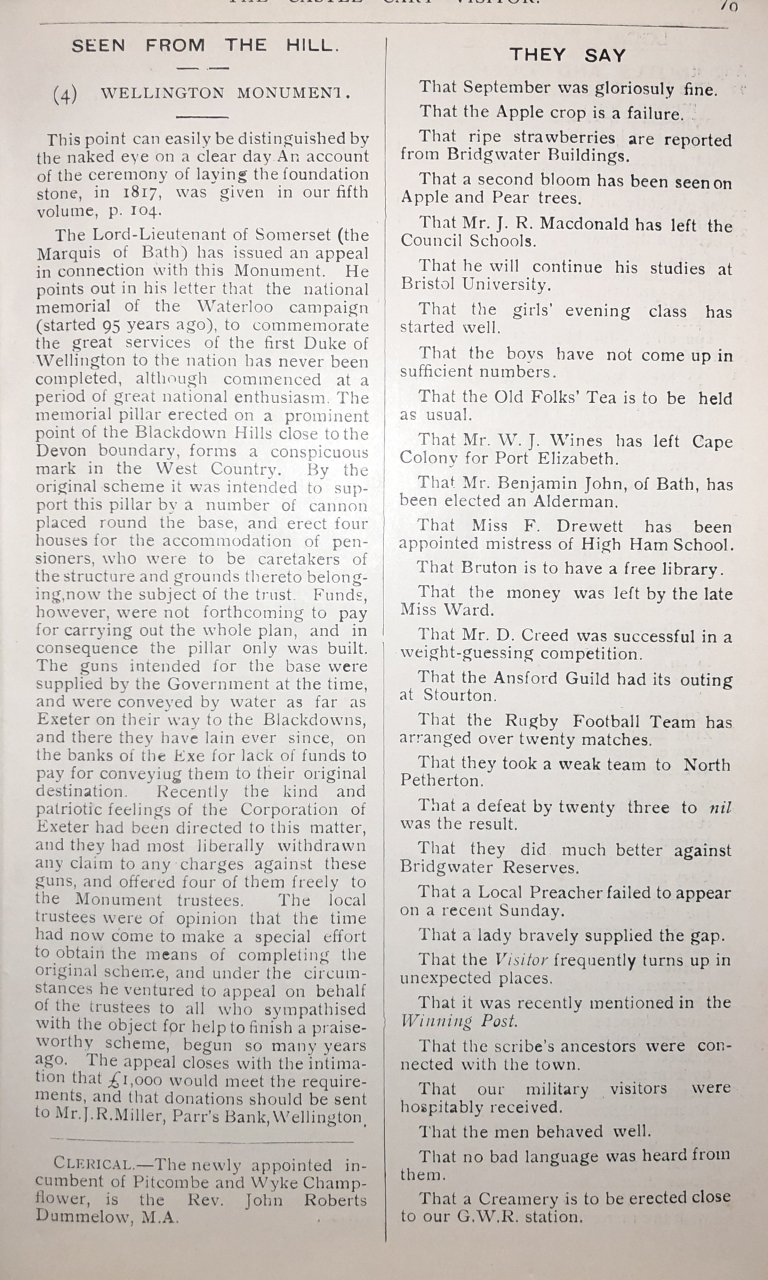 THE CASTLE CARY VISITOR.
SEEN FROM THE HILL.
(4) WELLINGTON MONUMENT.
This point can easily be distinguished by
the naked eye on a clear day An account
of the ceremony of laying the foundation
stone, in 1817, was given in our fifth
volume, p. 104.
The Lord-Lieutenant of Somerset (the
Marquis of Bath) has issued an appeal
in connection with this Monument. He
points out in his letter that the national
memorial of the Waterloo campaign
(started 95 years ago), to commemorate
the great services of the first Duke of
Wellington to the nation has never been
completed, although commenced at a
period of great national enthusiasm. The
memorial pillar erected on a prominent
point of the Blackdown Hills close to the
Devon boundary, forms a conspicuous
mark in the West Country. By the
original scheme it was intended to sup-
port this pillar by a number of cannon
placed round the base, and erect four
houses for the accommodation of pen-
sioners, who were to be caretakers of
the structure and grounds thereto belong-
ing,now the subject of the trust. Funds,
however, were not forthcoming to pay
for carrying out the whole plan, and in
consequence the pillar only was built.
The guns intended for the base were
supplied by the Government at the time,
and were conveyed by water as far as
Exeter on their way to the Blackdowns,
and there they have lain ever since, on
the banks of the Exe for lack of funds to
pay for conveyiug them to their original
destination. Recently the kind and
patriotic feelings of the Corporation of
Exeter had been directed to this matter,
and they had most liberally withdrawn
any claim to any charges against these
guns, and offered four of them freely to
the Monument trustees. The local
trustees were of opinion that the time
had now come to make a special effort
to obtain the means of completing the
original scheme, and under the circum-
stances he ventured to appeal on behalf
of the trustees to all who sympathised
with the object for help to finish a praise-
worthy scheme, begun so many years
ago. The appeal closes with the intima-
tion that £1,000 would meet the require-
ments, and that donations should be sent
to Mr.J.R.Miller, Parr's Bank,Wellington.
CLERICAL.—The newly appointed in-
cumbent of Pitcombe and Wyke Champ-
flower, is the Rev. John Roberts
Dummelow, M.A.
THEY SAY
That September was gloriosuly fine.
That the Apple crop is a failure.
That ripe strawberries are reported
from Bridgwater Buildings.
That a second bloom has been seen on
Apple and Pear trees.
That Mr. J. R. Macdonald has left the
Council Schools.
That he will continue his studies at
Bristol University.
That the girls' evening class has
started well.
That the boys have not come up in
sufficient numbers.
That the Old Folks' Tea is to be held
as usual.
That Mr. W. J. Wines has left Cape
Colony for Port Elizabeth.
That Mr. Benjamin John, of Bath, has
been elected an Alderman.
That Miss F. Drewett has been
appointed mistress of High Ham School.
That Bruton is to have a free library.
That the money was left by the late
Miss Ward.
That Mr. D. Creed was successful in a
weight-guessing competition.
That the Ansford Guild had its outing
at Stourton.
That the Rugby Football Team has
arranged over twenty matches.
That they took a weak team to North
Petherton.
That a defeat by twenty three to nil
was the result.
That they did much better against
Bridgwater Reserves.
That a Local Preacher failed to appear
on a recent Sunday.
That a lady bravely supplied the gap.
That the Visitor frequently turns up in
unexpected places.
That it was recently mentioned in the
Winning Post.
That the scribe's ancestors were con-
nected with the town.
That our military visitors were
hospitably received.
That the men behaved well.
That no bad language was heard from
them.
That a Creamery is to be erected close
to our G.W.R. station.